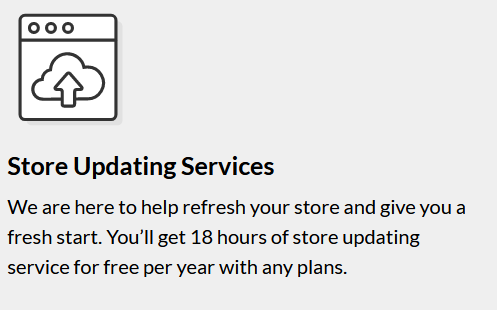 Store Updating Services
We are here to help refresh your store and give you a
fresh start. You’ll get 18 hours of store updating
service for free per year with any plans.